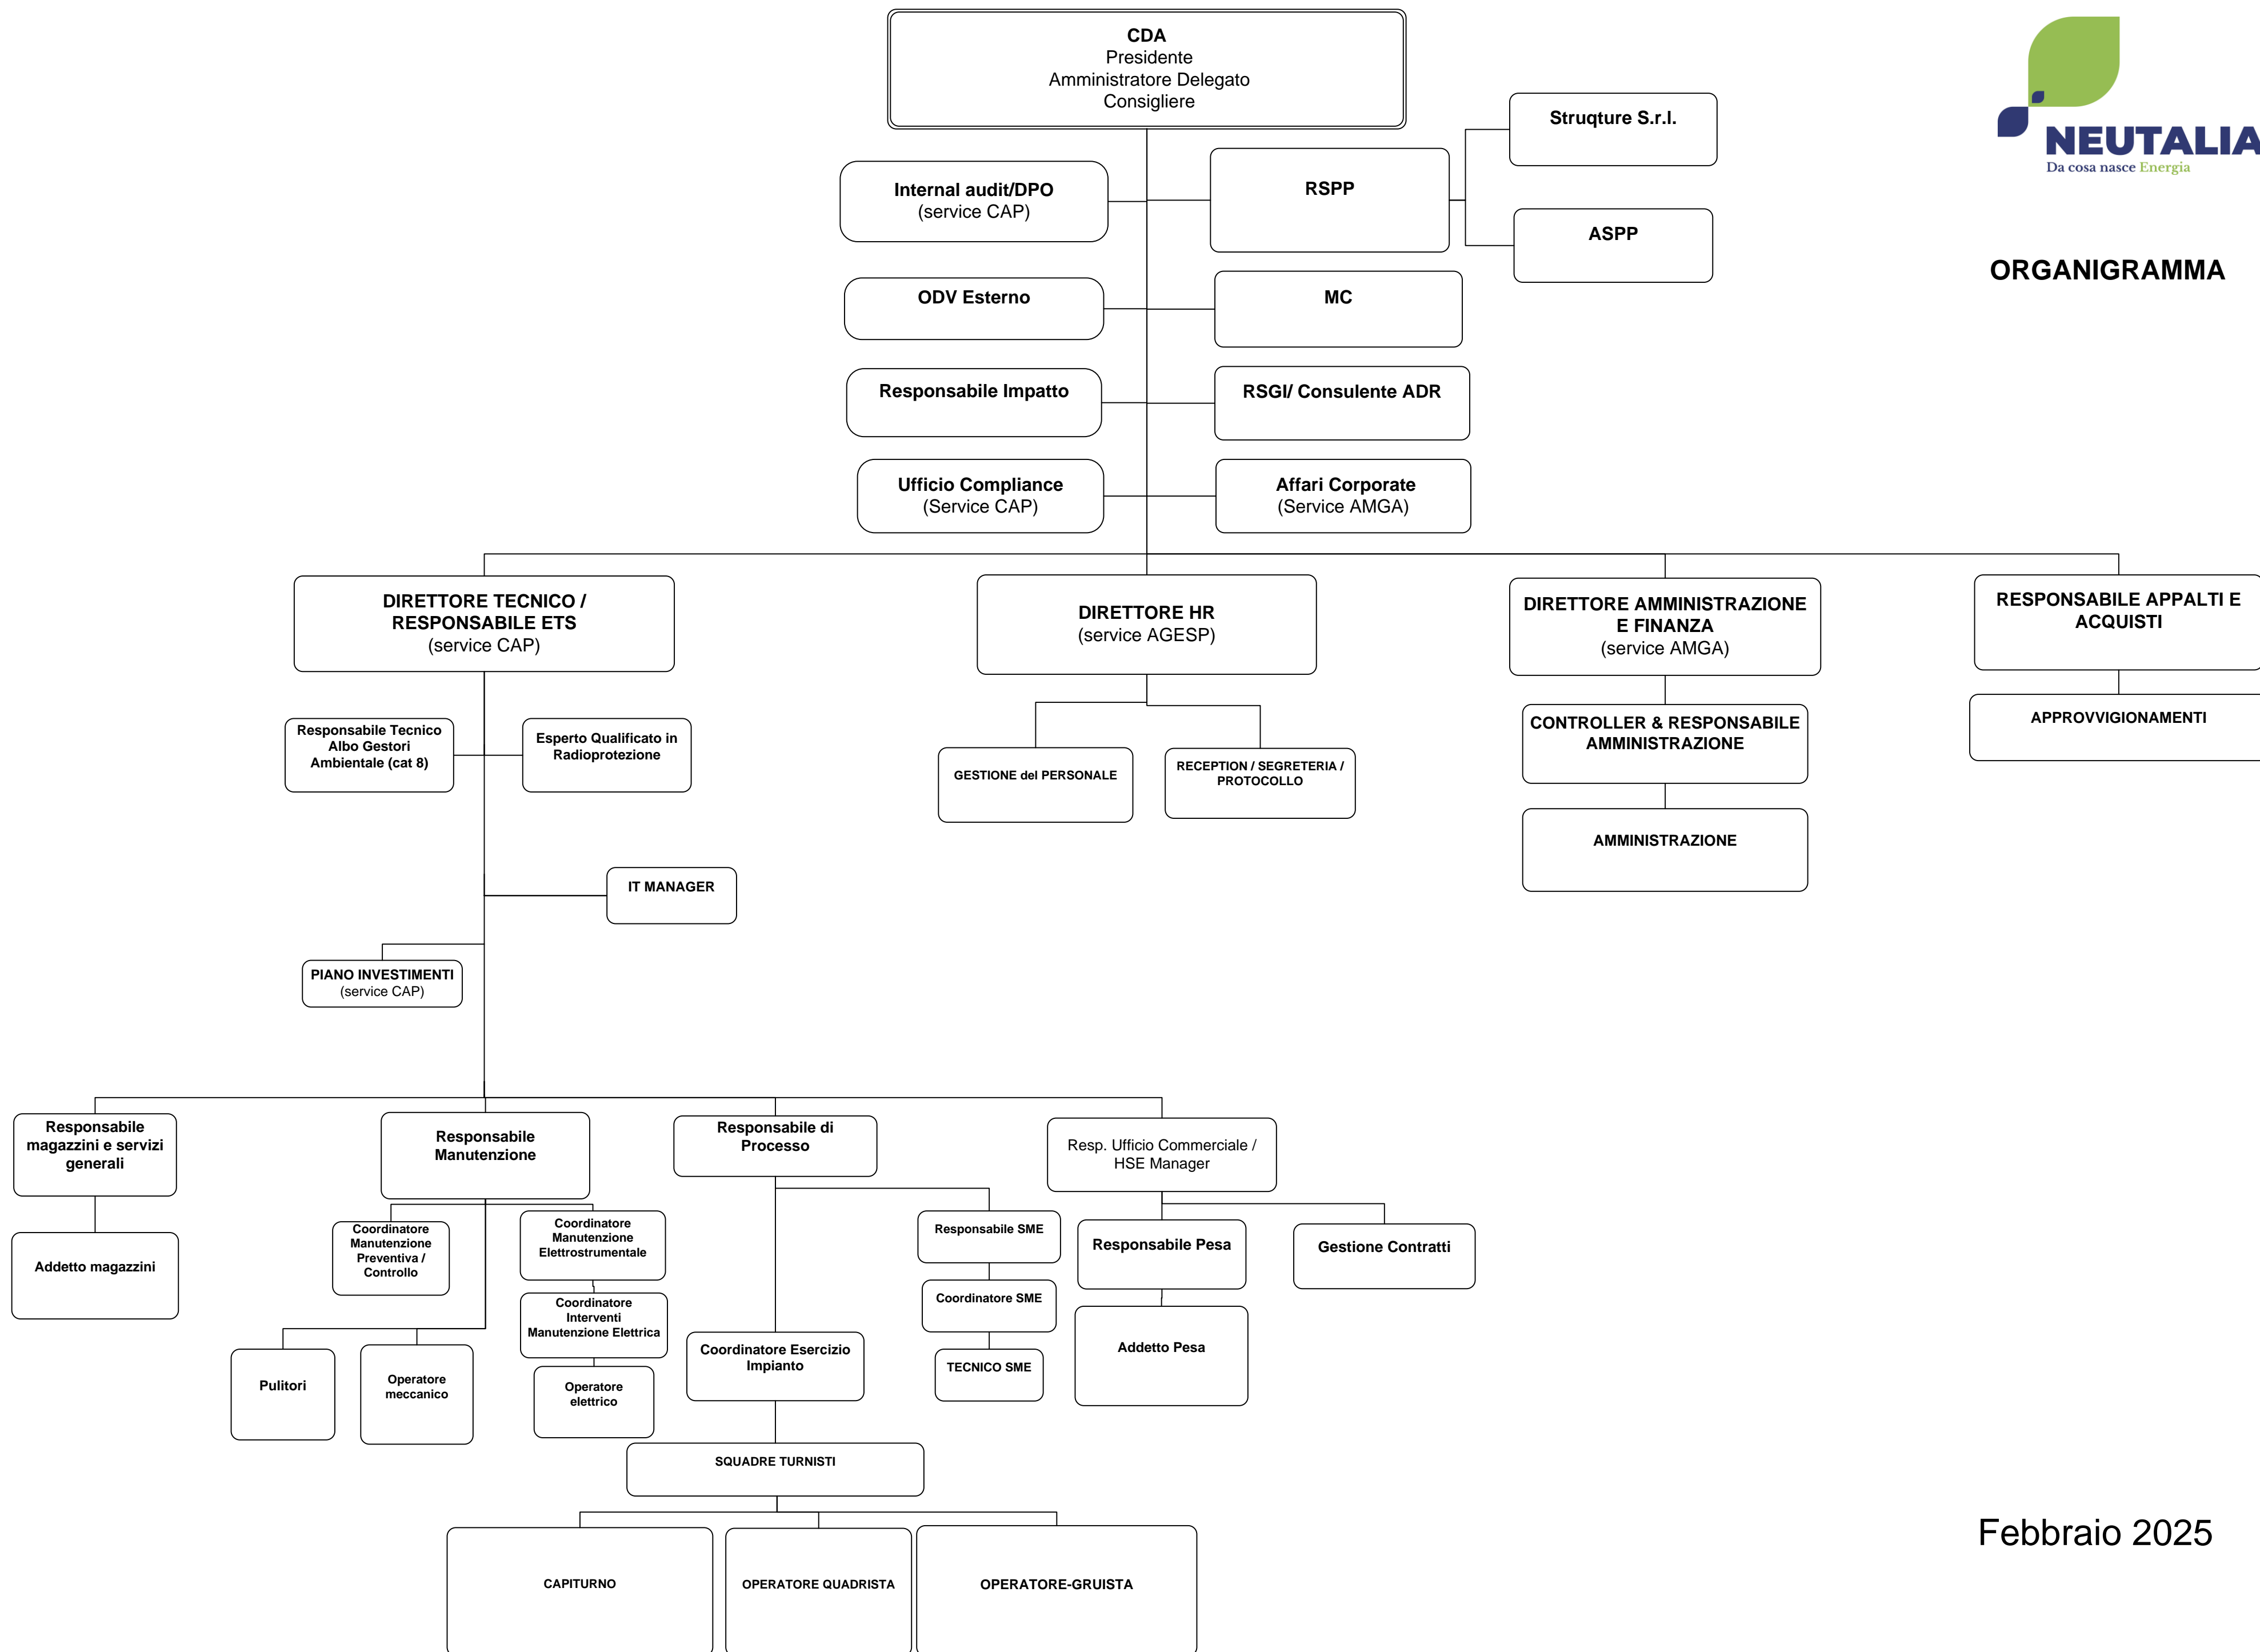 CDA
Presidente
Amministratore Delegato
Consigliere
NEUTALIA
Da cosa nasce Energia
ORGANIGRAMMA
Struqture S.r.l.
Internal audit/DPO
(service CAP)
RSPP
ASPP
ODV Esterno
MC
Responsabile Impatto
RSGI/ Consulente ADR
Ufficio Compliance
(Service CAP)
Affari Corporate
(Service AMGA)
DIRETTORE TECNICO /
RESPONSABILE ETS
(service CAP)
DIRETTORE HR
(service AGESP)
DIRETTORE AMMINISTRAZIONE
E FINANZA
(service AMGA)
RESPONSABILE APPALTI E
ACQUISTI
Responsabile Tecnico
Albo Gestori
Ambientale (cat 8)
Esperto Qualificato in
Radioprotezione
GESTIONE del PERSONALE
RECEPTION / SEGRETERIA /
PROTOCOLLO
CONTROLLER & RESPONSABILE
AMMINISTRAZIONE
APPROVVIGIONAMENTI
AMMINISTRAZIONE
IT MANAGER
PIANO INVESTIMENTI
(service CAP)
Responsabile
magazzini e servizi
generali
Responsabile
Manutenzione
Responsabile di
Processo
Resp. Ufficio Commerciale /
HSE Manager
Addetto magazzini
Coordinatore
Manutenzione
Preventiva /
Controllo
Coordinatore
Manutenzione
Elettrostrumentale
Responsabile SME
Responsabile Pesa
Gestione Contratti
Coordinatore
Interventi
Manutenzione Elettrica
Coordinatore SME
Pulitori
Operatore
meccanico
Operatore
elettrico
Coordinatore Esercizio
Impianto
TECNICO SME
Addetto Pesa
SQUADRE TURNISTI
CAPITURNO
OPERATORE QUADRISTA
OPERATORE-GRUISTA
Febbraio 2025